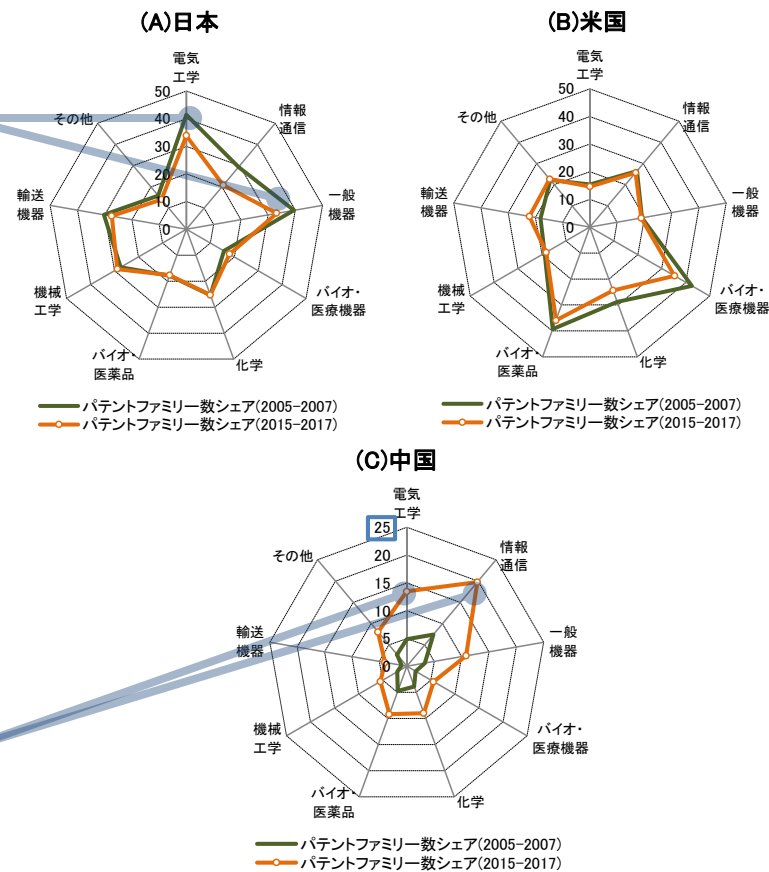 (A)日本
電気
工学
50
40
30
20
10
0
情報
通信
一般
機器
バイオ・
医療機器
化学
バイオ・
医薬品
機械
工学
輸送
機器
その他
パテントファミリー数シェア(2005-2007)
パテントファミリー数シェア(2015-2017)
(B)米国
電気
工学
50
40
30
20
10
0
情報
通信
一般
機器
バイオ・
医療機器
化学
バイオ・
医薬品
機械
工学
輸送
機器
その他
パテントファミリー数シェア(2005-2007)
パテントファミリー数シェア(2015-2017)
(C)中国
電気
工学
25
20
15
10
5
0
情報
通信
一般
機器
バイオ・
医療機器
化学
バイオ・
医薬品
機械
工学
輸送
機器
その他
パテントファミリー数シェア(2005-2007)
パテントファミリー数シェア(2015-2017)